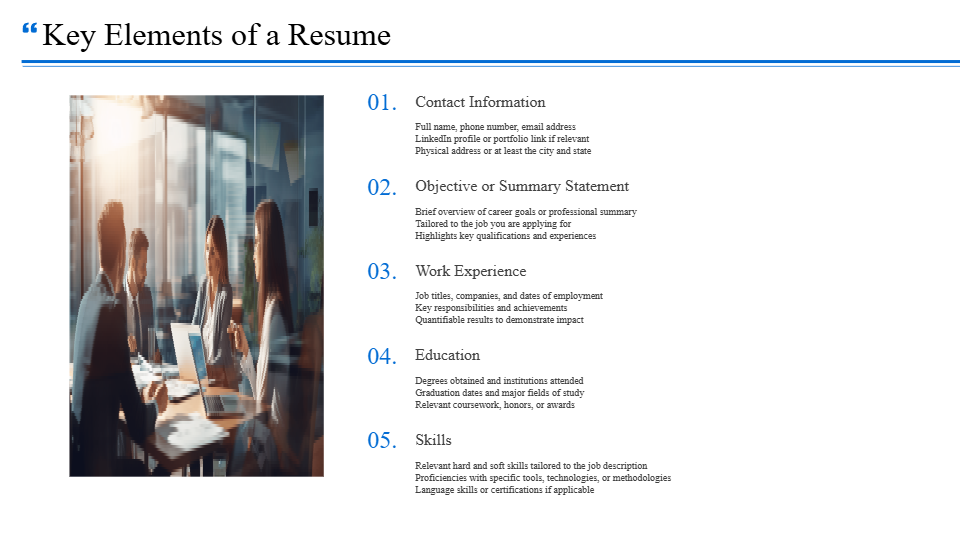 “Key Elements of a Resume
01. Contact Information
Full name, phone number, email address
LinkedIn profile or portfolio link if relevant
Physical address or at least the city and state
02. Objective or Summary Statement
Brief overview of career goals or professional summary
Tailored to the job you are applying for
Highlights key qualifications and experiences
03. Work Experience
Job titles, companies, and dates of employment
Key responsibilities and achievements
Quantifiable results to demonstrate impact
04. Education
Degrees obtained and institutions attended
Graduation dates and major fields of study
Relevant coursework, honors, or awards
05. Skills
Relevant hard and soft skills tailored to the job description
Proficiencies with specific tools, technologies, or methodologies
Language skills or certifications if applicable